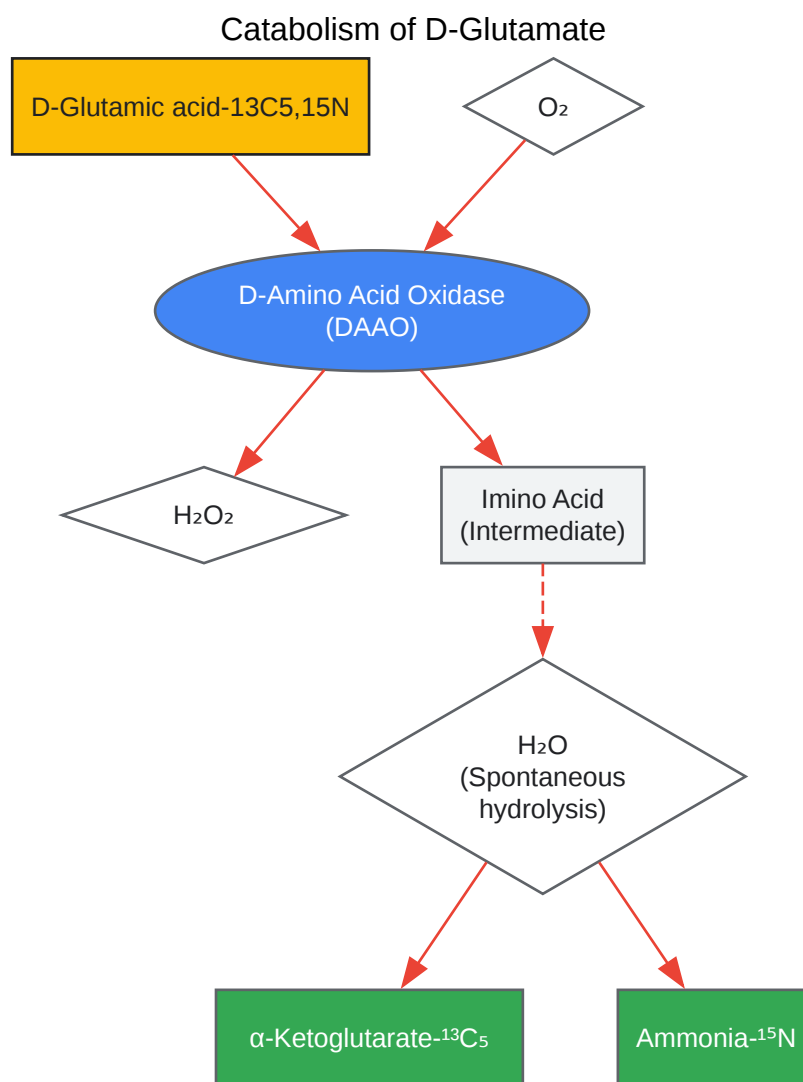 Catabolism of D-Glutamate
D-Glutamic acid-13C5,15N
O₂
D-Amino Acid Oxidase
(DAAO)
H₂O₂
Imino Acid
(Intermediate)
H₂O
(Spontaneous
hydrolysis)
α-Ketoglutarate-¹³C₅
Ammonia-¹⁵N